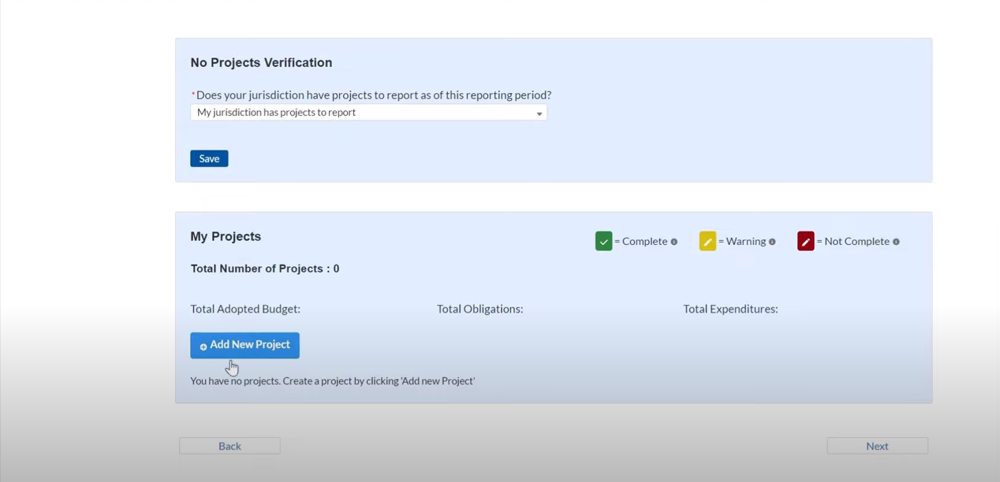 No Projects Verification
*Does your jurisdiction have projects to report as of this reporting period?
My jurisdiction has projects to report
Save
My Projects
= Complete
= Warning
= Not Complete
Total Number of Projects : 0
Total Adopted Budget:
Total Obligations:
Total Expenditures:
Add New Project
You have no projects. Create a project by clicking 'Add new Project'
Back
Next